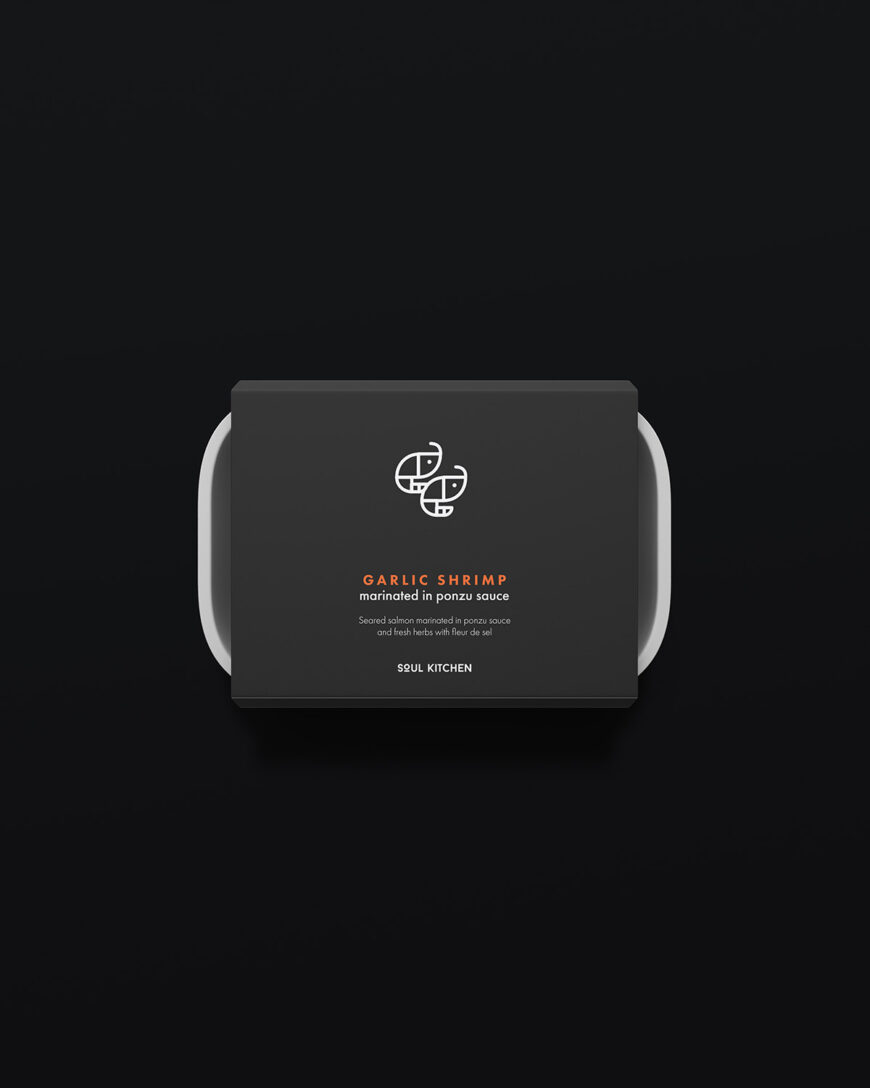 GARLIC SHRIMP
marinated in ponzu sauce
Seared salmon marinated in ponzu sauce
and fresh herbs with fleur de sel
SOUL KITCHEN